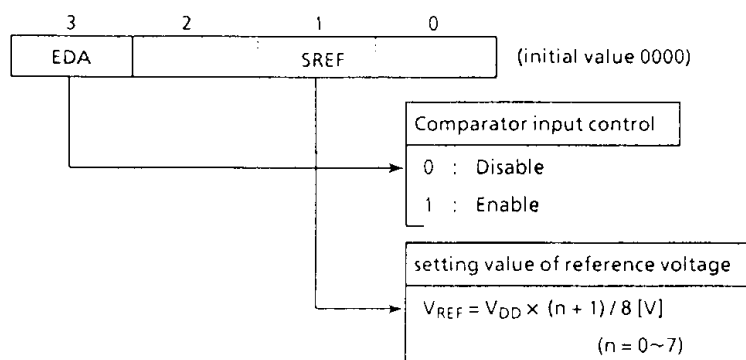 3 2 1 0
EDA SREF (initial value 0000)
Comparator input control
0 : Disable
1 : Enable
setting value of reference voltage
VREF = VDD × (n + 1) / 8 [V]
(n = 0~7)